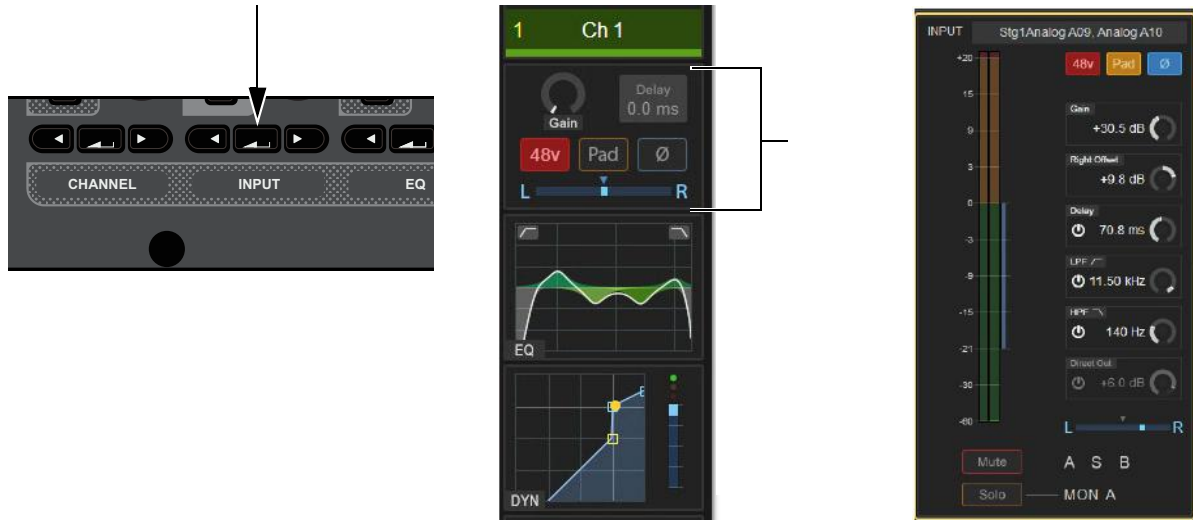 CHANNEL
INPUT
EQ
1 Ch 1
Gain
Delay
0.0 ms
48v Pad Ø
L R
EQ
DYN
INPUT Stg1Analog A09, Analog A10
48v Pad Ø
+20
15
9
3
0
-3
-9
-15
-21
-30
-60
Gain
+30.5 dB
Right Offset
+9.8 dB
Delay
70.8 ms
LPF
11.50 kHz
HPF
140 Hz
Direct Out
+6.0 dB
L R
Mute A S B
Solo MON A